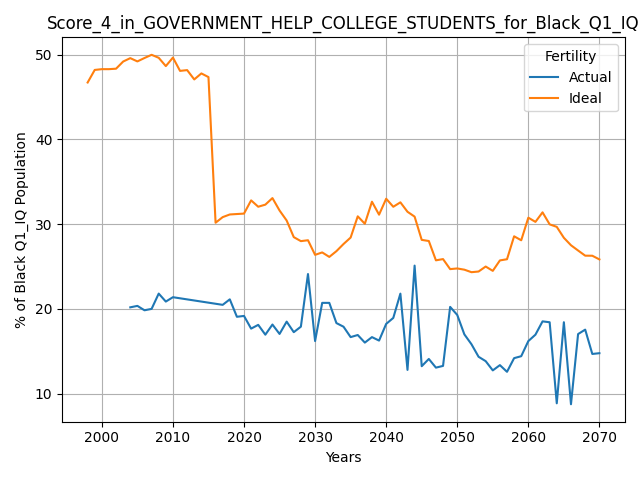 Score_4_in_GOVERNMENT_HELP_COLLEGE_STUDENTS_for_Black_Q1_IQ
Fertility
Actual
Ideal
% of Black Q1_IQ Population
50
40
30
20
10
2000 2010 2020 2030 2040 2050 2060 2070
Years